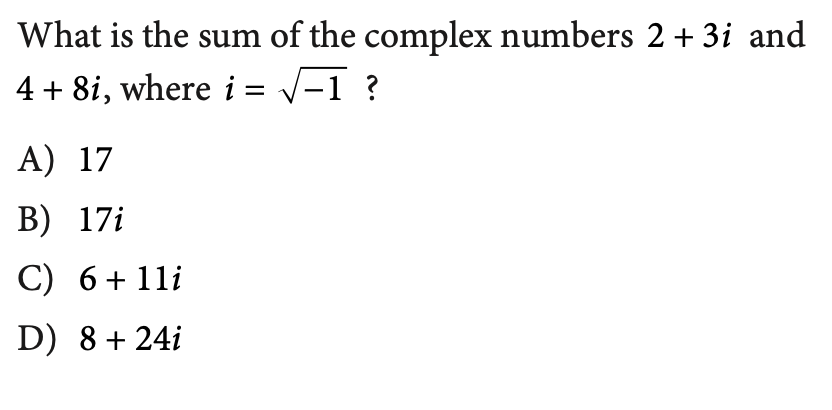 What is the sum of the complex numbers 2 + 3i and
4 + 8i, where i = √−1 ?
A) 17
B) 17i
C) 6 + 11i
D) 8 + 24i